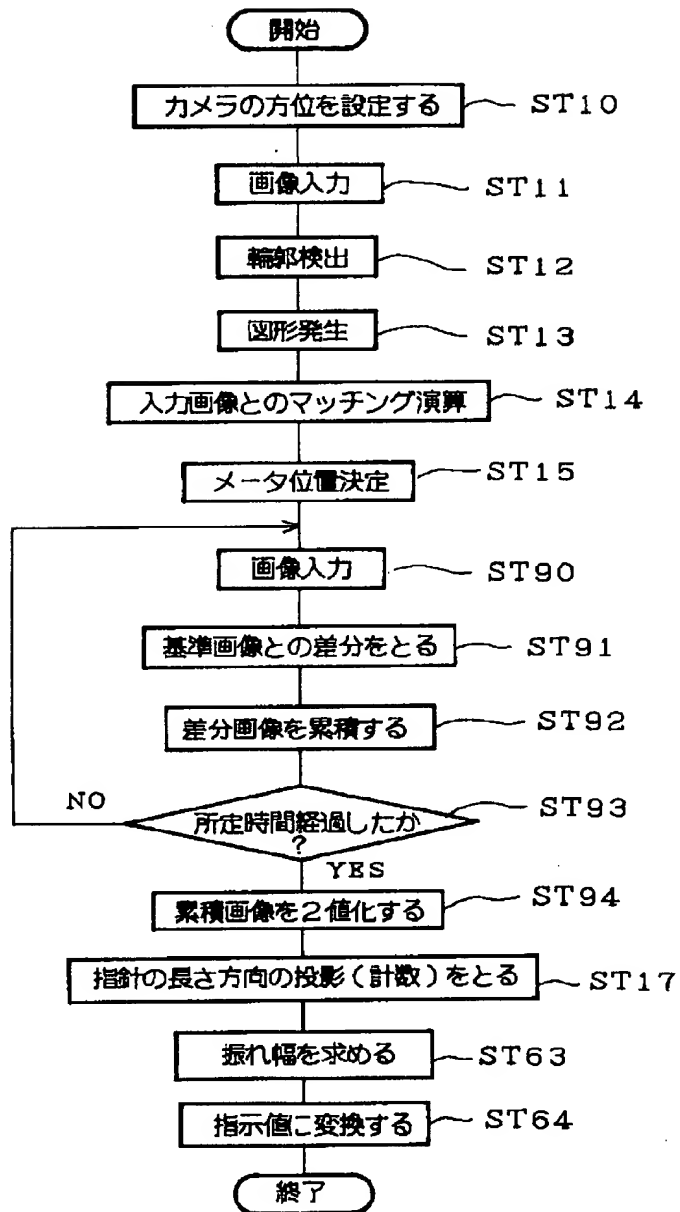 開始
カメラの方位を設定する ST10
画像入力 ST11
輪郭検出 ST12
図形発生 ST13
入力画像とのマッチング演算 ST14
メータ位置決定 ST15
画像入力 ST90
基準画像との差分をとる ST91
差分画像を累積する ST92
NO
所定時間経過したか ST93
?
YES
累積画像を2値化する ST94
指針の長さ方向の投影(計数)をとる ST17
振れ幅を求める ST63
指示値に変換する ST64
終了